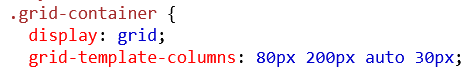 .grid-container {
  display: grid;
  grid-template-columns: 80px 200px auto 30px;